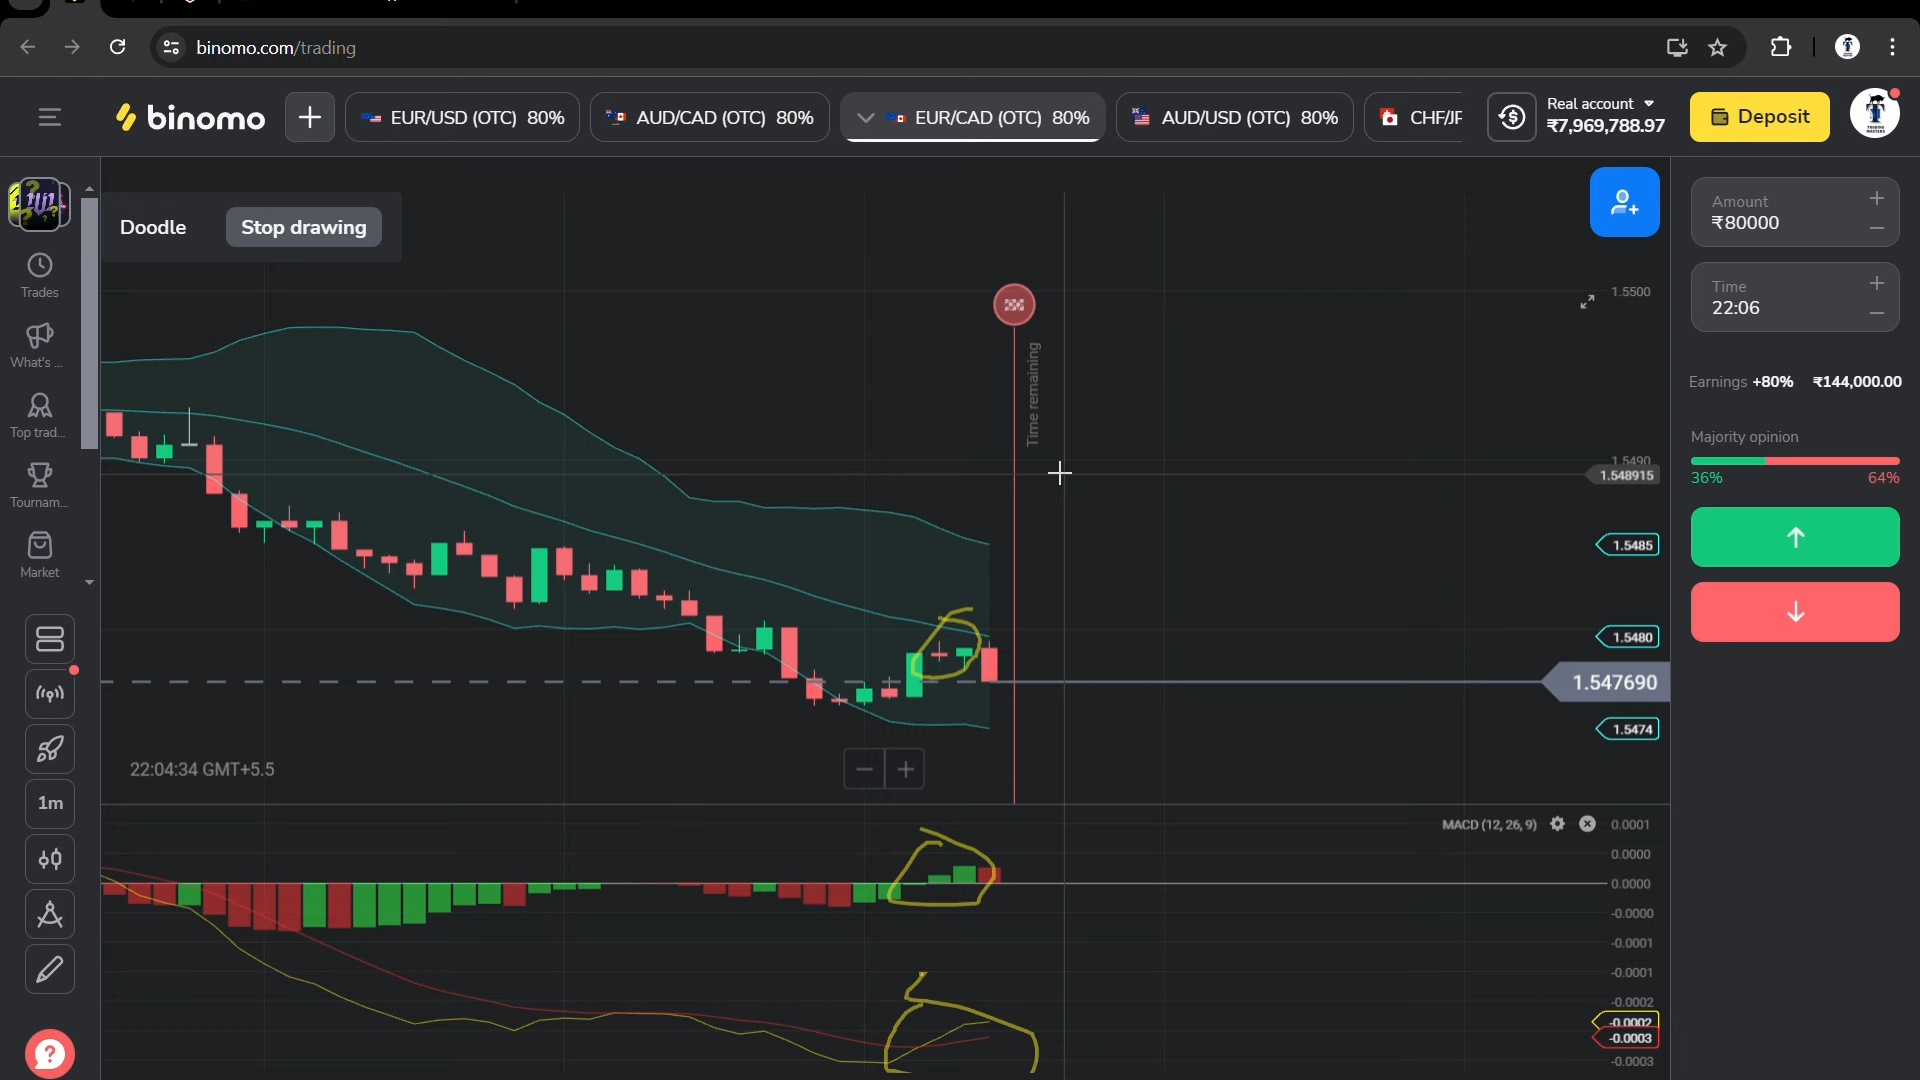 binomo.com/trading
binomo
+
EUR/USD (OTC) 80%
AUD/CAD (OTC) 80%
EUR/CAD (OTC) 80%
AUD/USD (OTC) 80%
CHF/JF
Real account
₹7,969,788.97
Deposit
Doodle
Stop drawing
Trades
What's ...
Top trad...
Tournam...
Market
1m
Time remaining
22:04:34 GMT+5.5
1.5500
1.5490
1.548915
1.5485
1.5480
1.547690
1.5474
MACD (12, 26, 9)
0.0001
0.0000
0.0000
-0.0000
-0.0001
-0.0001
-0.0002
-0.0002
-0.0003
-0.0003
Amount
₹80000
Time
22:06
Earnings +80% ₹144,000.00
Majority opinion
36% 64%